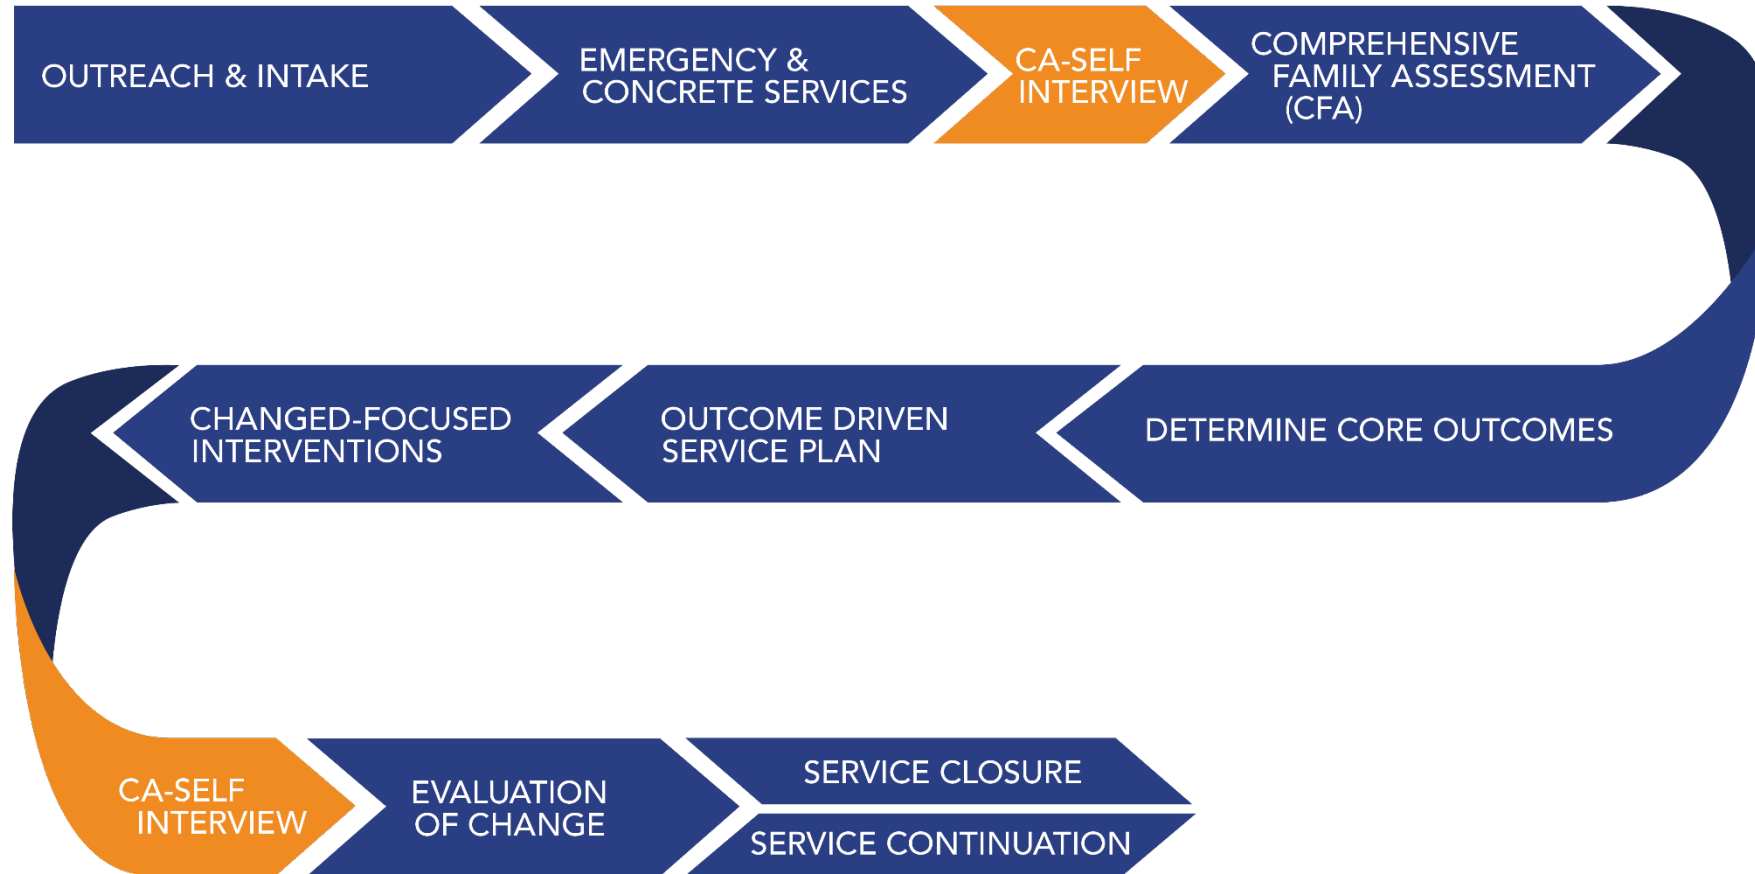 OUTREACH & INTAKE
EMERGENCY &
CONCRETE SERVICES
CA-SELF
INTERVIEW
COMPREHENSIVE
FAMILY ASSESSMENT
(CFA)
DETERMINE CORE OUTCOMES
OUTCOME DRIVEN
SERVICE PLAN
CHANGED-FOCUSED
INTERVENTIONS
CA-SELF
INTERVIEW
EVALUATION
OF CHANGE
SERVICE CLOSURE
SERVICE CONTINUATION